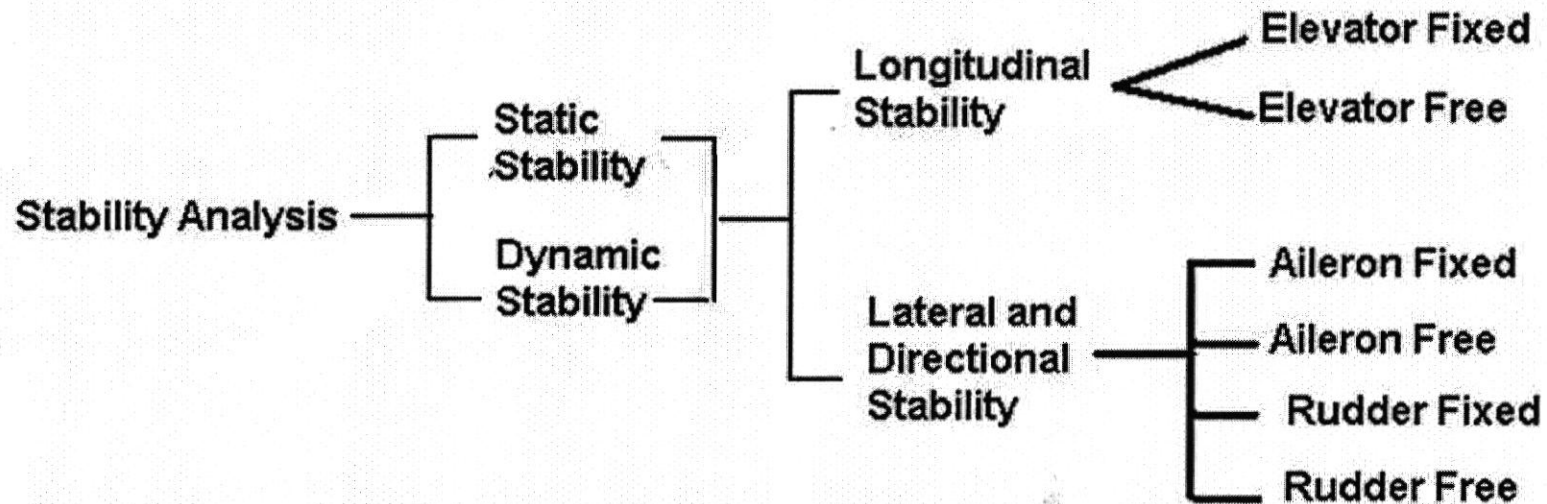 Stability Analysis
Static
Stability
Dynamic
Stability
Longitudinal
Stability
Elevator Fixed
Elevator Free
Lateral and
Directional
Stability
Aileron Fixed
Aileron Free
Rudder Fixed
Rudder Free